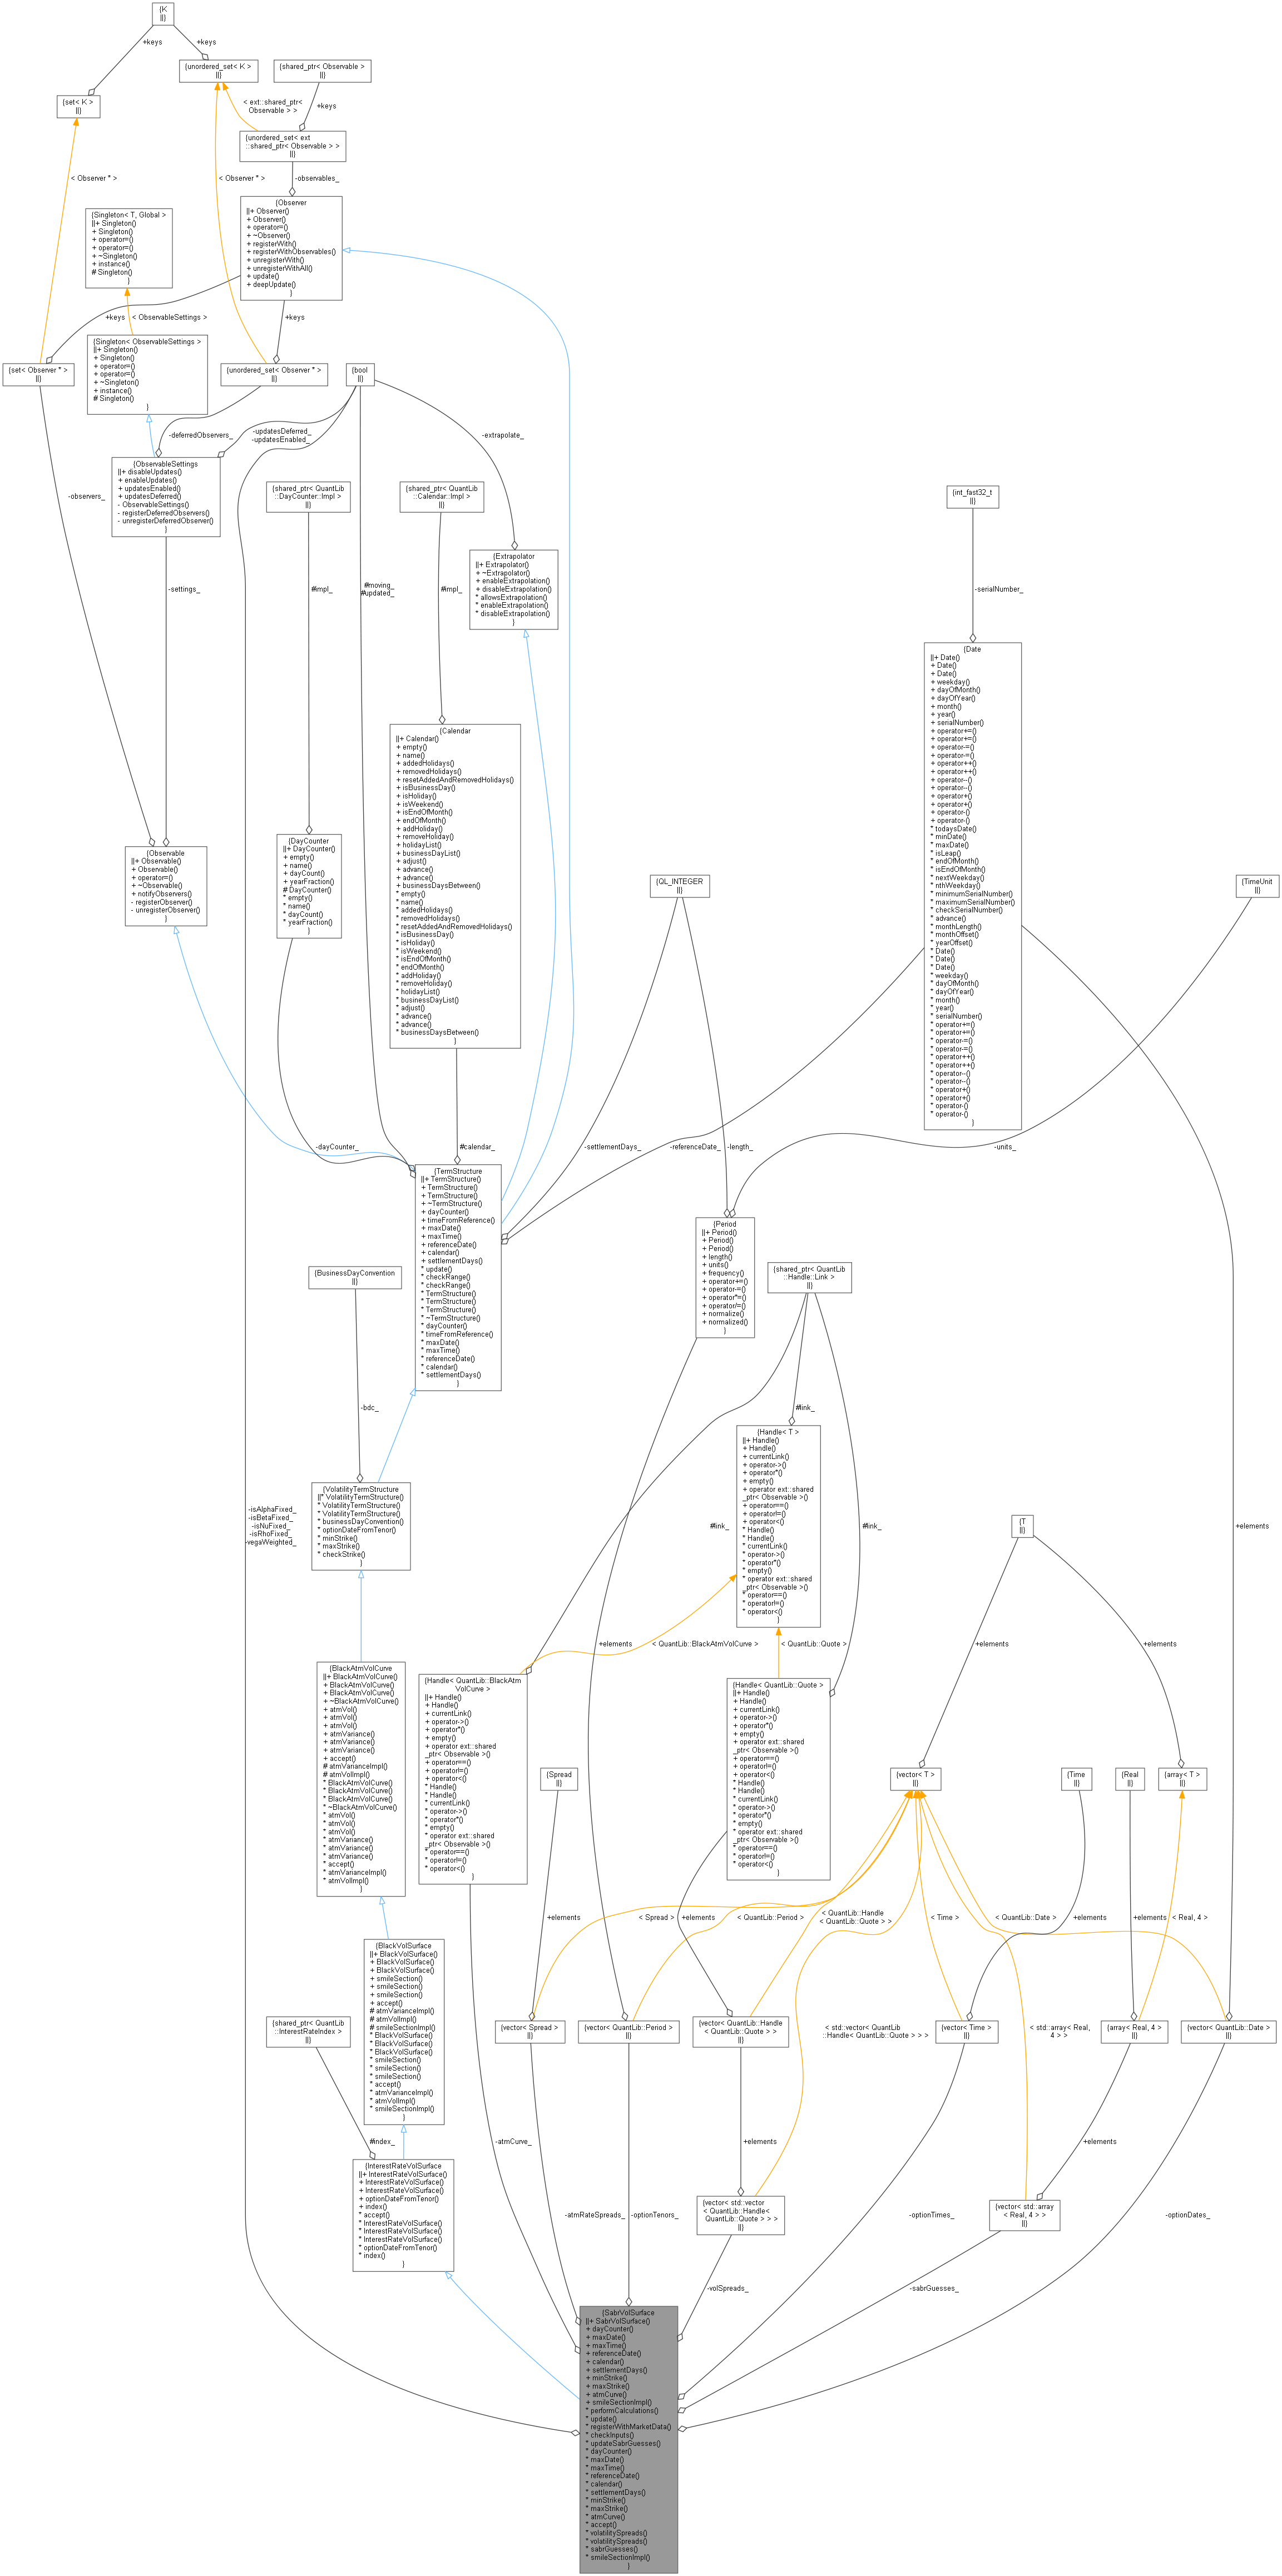 {K
||}
+keys
+keys
{unordered_set< K >
||}
{shared_ptr< Observable >
||}
{set< K >
||}
< ext::shared_ptr<
Observable > >
+keys
{unordered_set< ext
::shared_ptr< Observable > >
||}
< Observer * >
< Observer * >
-observables_
{Observer
||+ Observer()
+ Observer()
+ operator=()
+ ~Observer()
+ registerWith()
+ registerWithObservables()
+ unregisterWith()
+ unregisterWithAll()
+ update()
+ deepUpdate()
}
{Singleton< T, Global >
||+ Singleton()
+ Singleton()
+ operator=()
+ operator=()
+ ~Singleton()
+ instance()
# Singleton()
}
+keys
< ObservableSettings >
+keys
{Singleton< ObservableSettings >
||+ Singleton()
+ Singleton()
+ operator=()
+ operator=()
+ ~Singleton()
+ instance()
# Singleton()
}
{set< Observer * >
||}
{unordered_set< Observer * >
||}
{bool
||}
-deferredObservers_
-updatesDeferred_
-updatesEnabled_
-extrapolate_
{ObservableSettings
||+ disableUpdates()
+ enableUpdates()
+ updatesEnabled()
+ updatesDeferred()
- ObservableSettings()
- registerDeferredObservers()
- unregisterDeferredObserver()
}
-observers_
{shared_ptr< QuantLib
::DayCounter::Impl >
||}
{shared_ptr< QuantLib
::Calendar::Impl >
||}
{int_fast32_t
||}
{Extrapolator
||+ Extrapolator()
+ ~Extrapolator()
+ enableExtrapolation()
+ disableExtrapolation()
* allowsExtrapolation()
* enableExtrapolation()
* disableExtrapolation()
}
-settings_
#impl_
#moving_
#updated_
#impl_
-serialNumber_
{Date
||+ Date()
+ Date()
+ Date()
+ weekday()
+ dayOfMonth()
+ dayOfYear()
+ month()
+ year()
+ serialNumber()
+ operator+=()
+ operator+=()
+ operator-=()
+ operator-=()
+ operator++()
+ operator++()
+ operator--()
+ operator--()
+ operator+()
+ operator+()
+ operator-()
+ operator-()
* todaysDate()
* minDate()
* maxDate()
* isLeap()
* endOfMonth()
* isEndOfMonth()
* nextWeekday()
* nthWeekday()
* minimumSerialNumber()
* maximumSerialNumber()
* checkSerialNumber()
* advance()
* monthLength()
* monthOffset()
* yearOffset()
* Date()
* Date()
* Date()
* weekday()
* dayOfMonth()
* dayOfYear()
* month()
* year()
* serialNumber()
* operator+=()
* operator+=()
* operator-=()
* operator-=()
* operator++()
* operator++()
* operator--()
* operator--()
* operator+()
* operator+()
* operator-()
* operator-()
}
{Calendar
||+ Calendar()
+ empty()
+ name()
+ addedHolidays()
+ removedHolidays()
+ resetAddedAndRemovedHolidays()
+ isBusinessDay()
+ isHoliday()
+ isWeekend()
+ isEndOfMonth()
+ endOfMonth()
+ addHoliday()
+ removeHoliday()
+ holidayList()
+ businessDayList()
+ adjust()
+ advance()
+ advance()
+ businessDaysBetween()
* empty()
* name()
* addedHolidays()
* removedHolidays()
* resetAddedAndRemovedHolidays()
* isBusinessDay()
* isHoliday()
* isWeekend()
* isEndOfMonth()
* endOfMonth()
* addHoliday()
* removeHoliday()
* holidayList()
* businessDayList()
* adjust()
* advance()
* advance()
* businessDaysBetween()
}
{DayCounter
||+ DayCounter()
+ empty()
+ name()
+ dayCount()
+ yearFraction()
# DayCounter()
* empty()
* name()
* dayCount()
* yearFraction()
}
{Observable
||+ Observable()
+ Observable()
+ operator=()
+ ~Observable()
+ notifyObservers()
- registerObserver()
- unregisterObserver()
}
{QL_INTEGER
||}
{TimeUnit
||}
-dayCounter_
#calendar_
-settlementDays_
-referenceDate_
-length_
-units_
{TermStructure
||+ TermStructure()
+ TermStructure()
+ TermStructure()
+ ~TermStructure()
+ dayCounter()
+ timeFromReference()
+ maxDate()
+ maxTime()
+ referenceDate()
+ calendar()
+ settlementDays()
* update()
* checkRange()
* checkRange()
* TermStructure()
* TermStructure()
* TermStructure()
* ~TermStructure()
* dayCounter()
* timeFromReference()
* maxDate()
* maxTime()
* referenceDate()
* calendar()
* settlementDays()
}
{Period
||+ Period()
+ Period()
+ Period()
+ length()
+ units()
+ frequency()
+ operator+=()
+ operator-=()
+ operator*=()
+ operator/=()
+ normalize()
+ normalized()
}
{BusinessDayConvention
||}
{shared_ptr< QuantLib
::Handle::Link >
||}
-bdc_
#link_
{Handle< T >
||+ Handle()
+ Handle()
+ currentLink()
+ operator->()
+ operator*()
+ empty()
+ operator ext::shared
_ptr< Observable >()
+ operator==()
+ operator!=()
+ operator<()
* Handle()
* Handle()
* currentLink()
* operator->()
* operator*()
* empty()
* operator ext::shared
_ptr< Observable >()
* operator==()
* operator!=()
* operator<()
}
{VolatilityTermStructure
||* VolatilityTermStructure()
* VolatilityTermStructure()
* VolatilityTermStructure()
* businessDayConvention()
* optionDateFromTenor()
* minStrike()
* maxStrike()
* checkStrike()
}
-isAlphaFixed_
-isBetaFixed_
-isNuFixed_
-isRhoFixed_
-vegaWeighted_
#link_
#link_
{T
||}
+elements
+elements
< QuantLib::BlackAtmVolCurve >
< QuantLib::Quote >
+elements
+elements
{BlackAtmVolCurve
||+ BlackAtmVolCurve()
+ BlackAtmVolCurve()
+ BlackAtmVolCurve()
+ ~BlackAtmVolCurve()
+ atmVol()
+ atmVol()
+ atmVol()
+ atmVariance()
+ atmVariance()
+ atmVariance()
+ accept()
# atmVarianceImpl()
# atmVolImpl()
* BlackAtmVolCurve()
* BlackAtmVolCurve()
* BlackAtmVolCurve()
* ~BlackAtmVolCurve()
* atmVol()
* atmVol()
* atmVol()
* atmVariance()
* atmVariance()
* atmVariance()
* accept()
* atmVarianceImpl()
* atmVolImpl()
}
{Handle< QuantLib::BlackAtm
VolCurve >
||+ Handle()
+ Handle()
+ currentLink()
+ operator->()
+ operator*()
+ empty()
+ operator ext::shared
_ptr< Observable >()
+ operator==()
+ operator!=()
+ operator<()
* Handle()
* Handle()
* currentLink()
* operator->()
* operator*()
* empty()
* operator ext::shared
_ptr< Observable >()
* operator==()
* operator!=()
* operator<()
}
{Handle< QuantLib::Quote >
||+ Handle()
+ Handle()
+ currentLink()
+ operator->()
+ operator*()
+ empty()
+ operator ext::shared
_ptr< Observable >()
+ operator==()
+ operator!=()
+ operator<()
* Handle()
* Handle()
* currentLink()
* operator->()
* operator*()
* empty()
* operator ext::shared
_ptr< Observable >()
* operator==()
* operator!=()
* operator<()
}
{Spread
||}
{vector< T >
||}
{Time
||}
{Real
||}
{array< T >
||}
+elements
< Spread >
+elements
< QuantLib::Period >
< QuantLib::Handle
< QuantLib::Quote > >
< Time >
< QuantLib::Date >
+elements
+elements
< Real, 4 >
{BlackVolSurface
||+ BlackVolSurface()
+ BlackVolSurface()
+ BlackVolSurface()
+ smileSection()
+ smileSection()
+ smileSection()
+ accept()
# atmVarianceImpl()
# atmVolImpl()
# smileSectionImpl()
* BlackVolSurface()
* BlackVolSurface()
* BlackVolSurface()
* smileSection()
* smileSection()
* smileSection()
* accept()
* atmVarianceImpl()
* atmVolImpl()
* smileSectionImpl()
}
{shared_ptr< QuantLib
::InterestRateIndex >
||}
{vector< Spread >
||}
{vector< QuantLib::Period >
||}
{vector< QuantLib::Handle
< QuantLib::Quote > >
||}
< std::vector< QuantLib
::Handle< QuantLib::Quote > > >
{vector< Time >
||}
< std::array< Real,
4 > >
{array< Real, 4 >
||}
{vector< QuantLib::Date >
||}
#index_
-atmCurve_
+elements
+elements
{InterestRateVolSurface
||+ InterestRateVolSurface()
+ InterestRateVolSurface()
+ InterestRateVolSurface()
+ optionDateFromTenor()
+ index()
* accept()
* InterestRateVolSurface()
* InterestRateVolSurface()
* InterestRateVolSurface()
* optionDateFromTenor()
* index()
}
{vector< std::vector
< QuantLib::Handle<
QuantLib::Quote > > >
||}
{vector< std::array
< Real, 4 > >
||}
-atmRateSpreads_
-optionTenors_
-optionTimes_
-optionDates_
-volSpreads_
-sabrGuesses_
{SabrVolSurface
||+ SabrVolSurface()
+ dayCounter()
+ maxDate()
+ maxTime()
+ referenceDate()
+ calendar()
+ settlementDays()
+ minStrike()
+ maxStrike()
+ atmCurve()
+ smileSectionImpl()
* performCalculations()
* update()
* registerWithMarketData()
* checkInputs()
* updateSabrGuesses()
* dayCounter()
* maxDate()
* maxTime()
* referenceDate()
* calendar()
* settlementDays()
* minStrike()
* maxStrike()
* atmCurve()
* accept()
* volatilitySpreads()
* volatilitySpreads()
* sabrGuesses()
* smileSectionImpl()
}